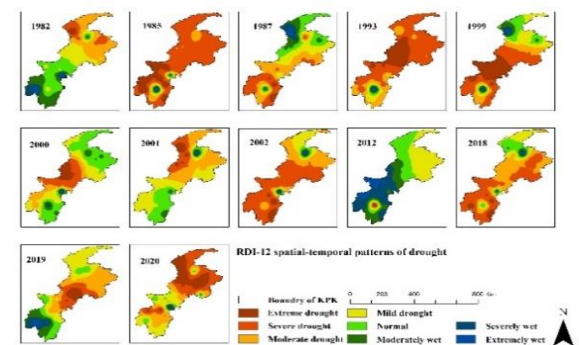 1982
1985
1987
1993
1999
2000
2001
2002
2012
2018
2019
2020
RDI-12 spatial-temporal patterns of drought
Boundry of KPK
0 203 400 800
Extreme drought
Mild drought
Severe drought
Normal
Severely wet
Moderate drought
Moderately wet
Extremely wet
N